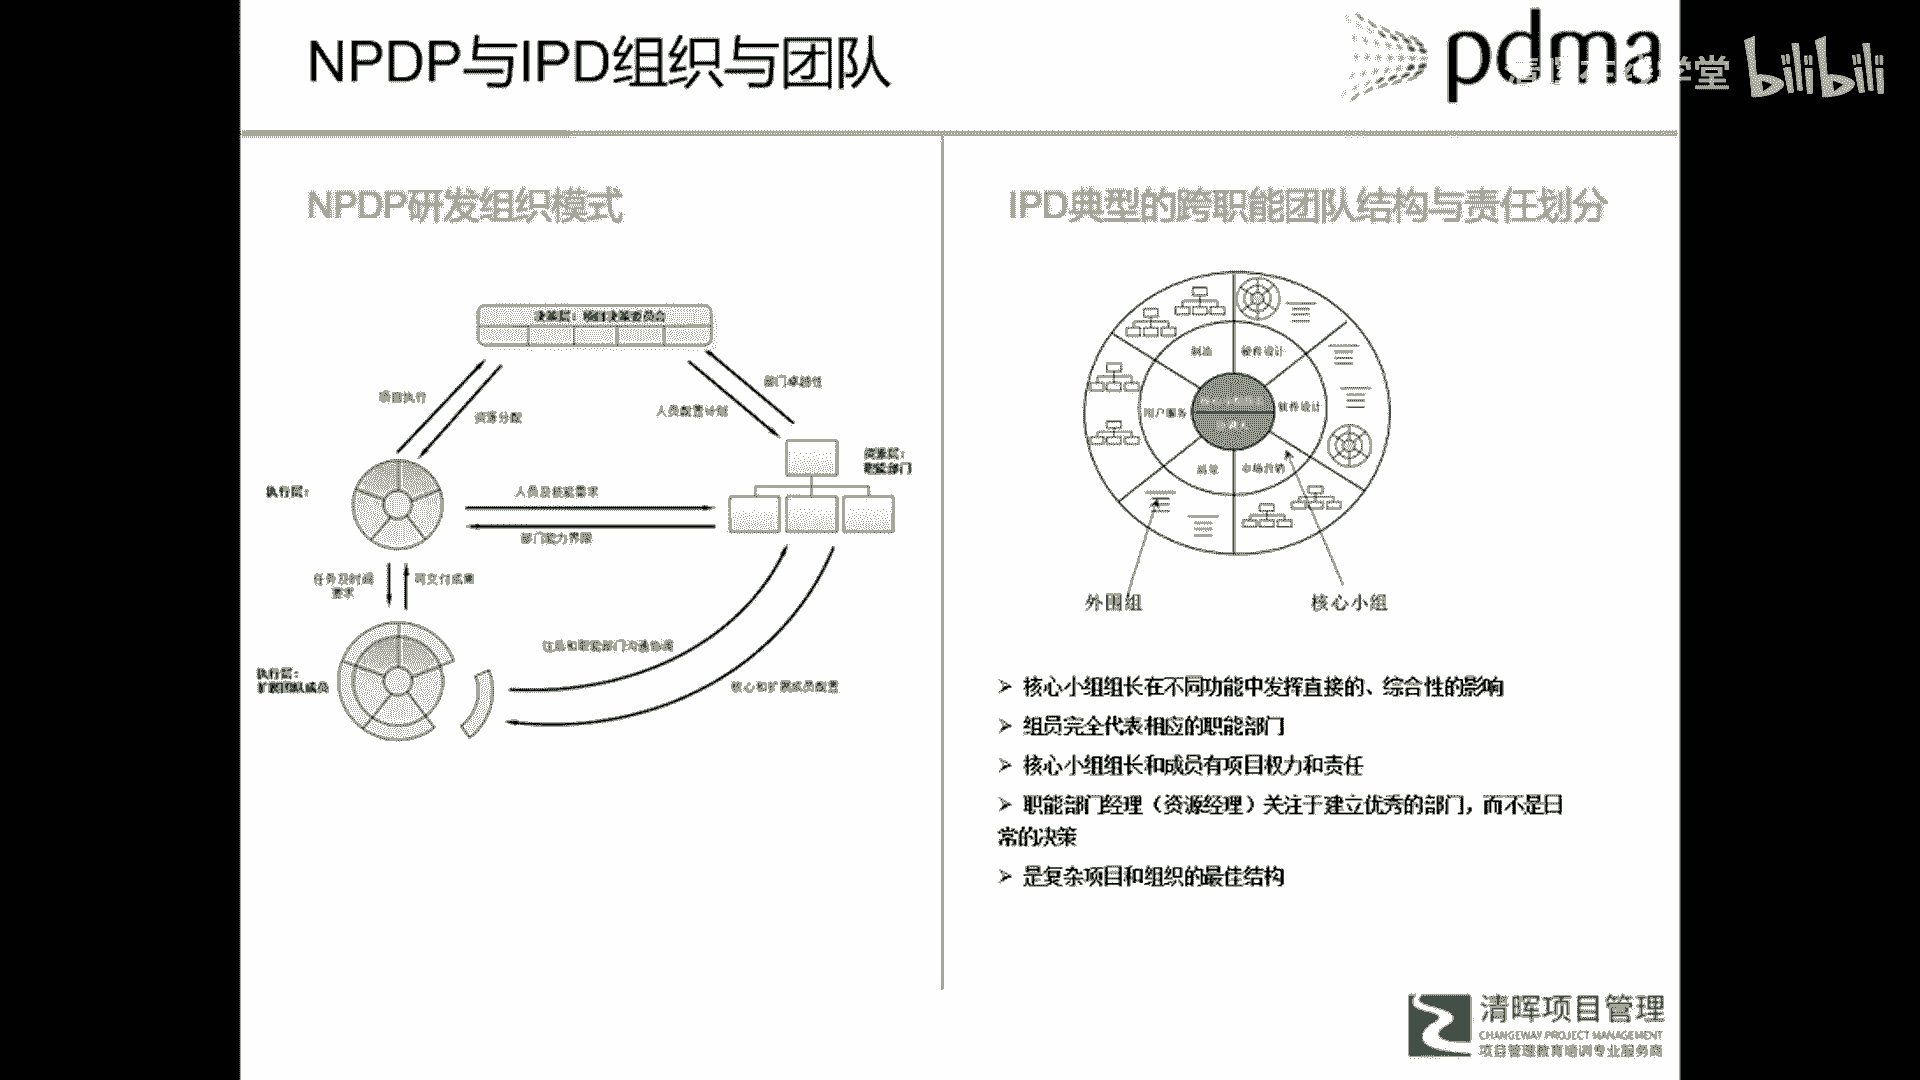 NPDP与IPD组织与团队
pdma
学堂 bilibili
NPDP研发组织模式
IPD典型的跨职能团队结构与责任划分
决策层：项目决策委员会
项目执行
资源分配
人员配置计划
部门卓越性
资源层：
职能部门
执行层：
人员及技能需求
部门能力界限
任务及时间
要求
可交付成果
执行层：
扩展团队成员
往总和职能部门沟通协调
核心和扩展成员配置
制造
硬件设计
用户服务
软件设计
质量
市场营销
外围组
核心小组
➢ 核心小组组长在不同功能中发挥直接的、综合性的影响
➢ 组员完全代表相应的职能部门
➢ 核心小组组长和成员有项目权力和责任
➢ 职能部门经理（资源经理）关注于建立优秀的部门，而不是日
常的决策
➢ 是复杂项目和组织的最佳结构
清晖项目管理
CHANGEWAY PROJECT MANAGEMENT
项目管理教育培训专业服务商